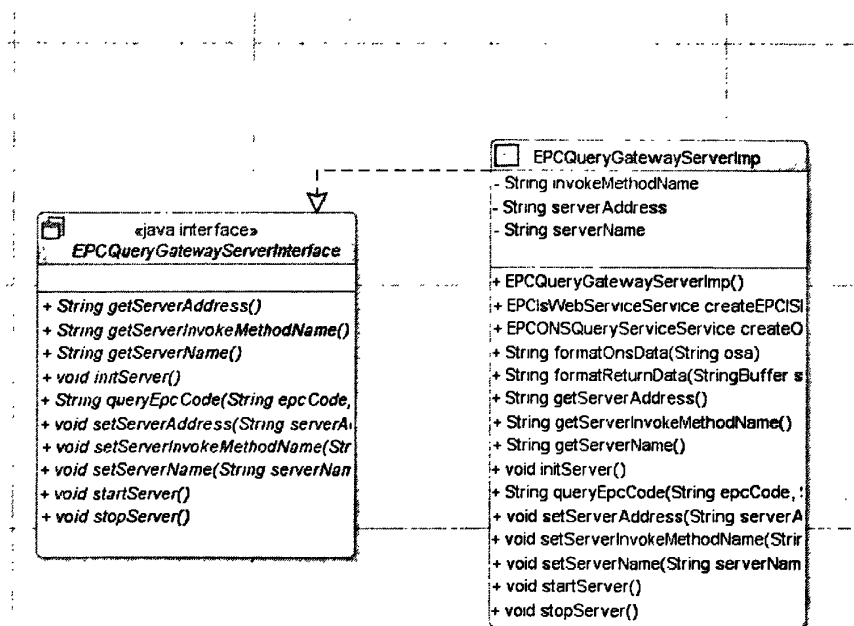 «java interface»
EPCQueryGatewayServerInterface
+ String getServerAddress()
+ String getServerInvokeMethodName()
+ String getServerName()
+ void initServer()
+ String queryEpcCode(String epcCode,
+ void setServerAddress(String serverA
+ void setServerInvokeMethodName(Str
+ void setServerName(String serverNam
+ void startServer()
+ void stopServer()
EPCQueryGatewayServerImp
- String invokeMethodName
- String serverAddress
- String serverName
+ EPCQueryGatewayServerImp()
+ EPCIsWebServiceService createEPCISI
+ EPCONSQueryServiceService createO
+ String formatOnsData(String osa)
+ String formatReturnData(StringBuffer s
+ String getServerAddress()
+ String getServerInvokeMethodName()
+ String getServerName()
+ void initServer()
+ String queryEpcCode(String epcCode,
+ void setServerAddress(String serverA
+ void setServerInvokeMethodName(Strir
+ void setServerName(String serverNam
+ void startServer()
+ void stopServer()